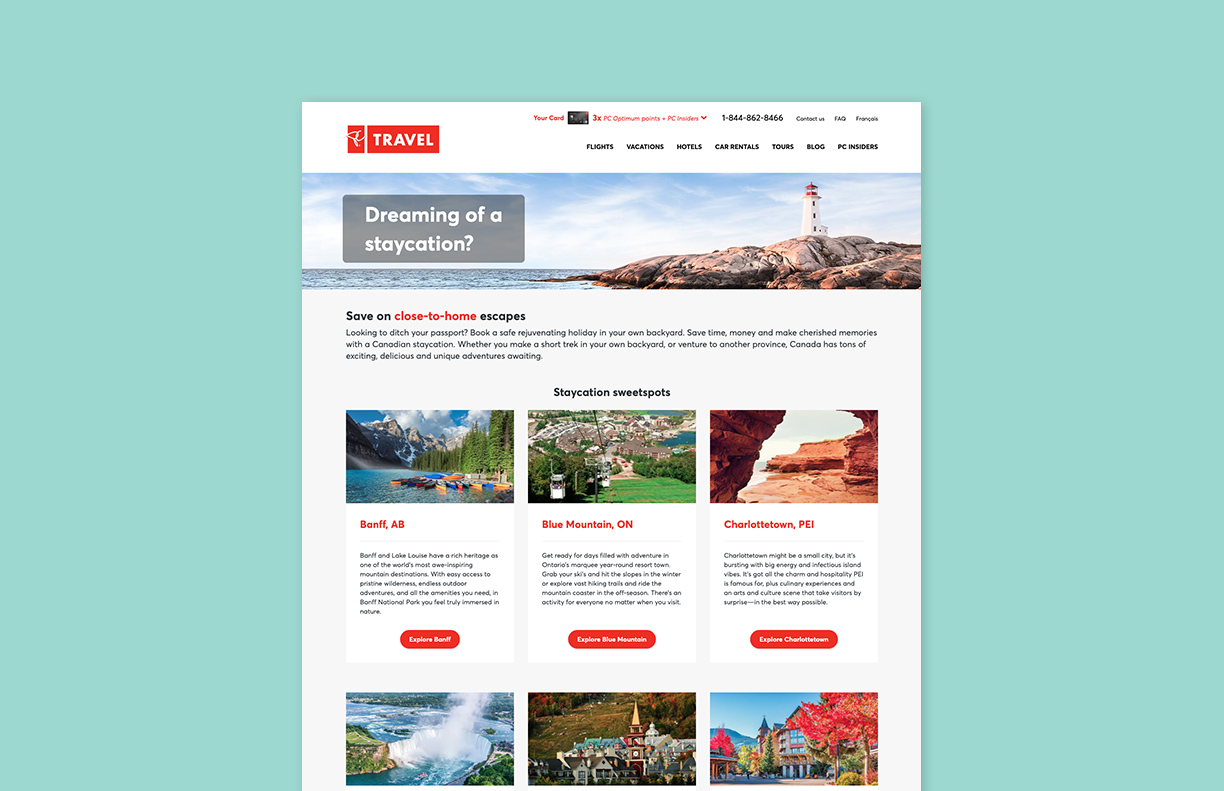 Your Card 3x PC Optimum points + PC Insiders 1-844-862-8466 Contact us FAQ Français
TRAVEL
FLIGHTS VACATIONS HOTELS CAR RENTALS TOURS BLOG PC INSIDERS
Dreaming of a
staycation?
Save on close-to-home escapes
Looking to ditch your passport? Book a safe rejuvenating holiday in your own backyard. Save time, money and make cherished memories
with a Canadian staycation. Whether you make a short trek in your own backyard, or venture to another province, Canada has tons of
exciting, delicious and unique adventures awaiting.
Staycation sweetspots
Banff, AB
Banff and Lake Louise have a rich heritage as
one of the world's most awe-inspiring
mountain destinations. With easy access to
pristine wilderness, endless outdoor
adventures, and all the amenities you need, in
Banff National Park you feel truly immersed in
nature.
Explore Banff
Blue Mountain, ON
Get ready for days filled with adventure in
Ontario's marquee year-round resort town.
Grab your ski's and hit the slopes in the winter
or explore vast hiking trails and ride the
mountain coaster in the off-season. There's an
activity for everyone no matter when you visit.
Explore Blue Mountain
Charlottetown, PEI
Charlottetown might be a small city, but it's
bursting with big energy and infectious island
vibes. It's got all the charm and hospitality PEI
is famous for, plus culinary experiences and
an arts and culture scene that take visitors by
surprise—in the best way possible.
Explore Charlottetown